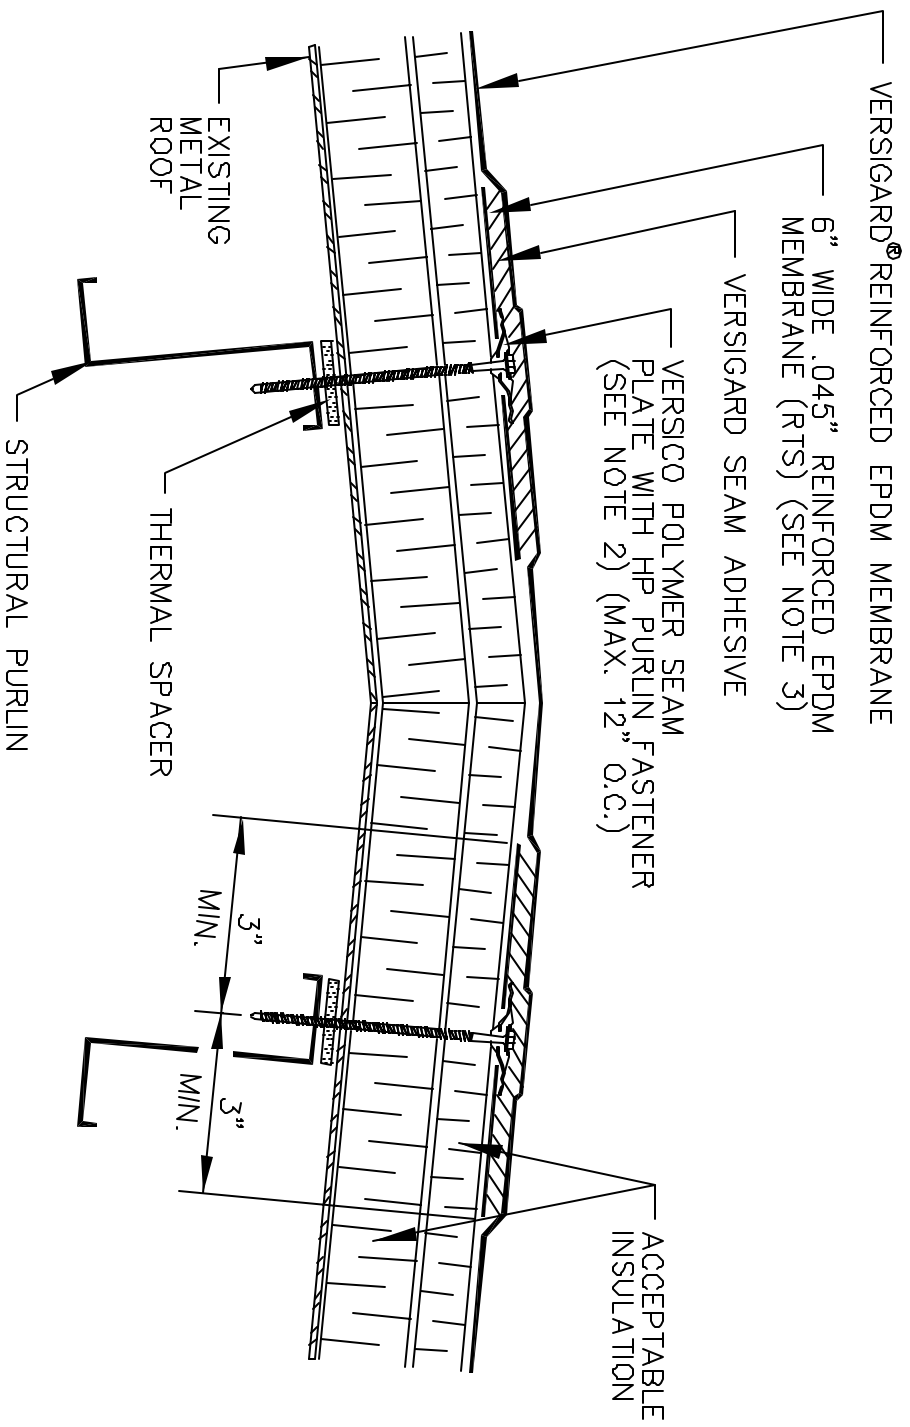 VERSIGARD® REINFORCED EPDM MEMBRANE
6" WIDE .045" REINFORCED EPDM
MEMBRANE (RTS) (SEE NOTE 3)
VERSIGARD SEAM ADHESIVE
VERSICO POLYMER SEAM
PLATE WITH HP PURLIN FASTENER
(SEE NOTE 2) (MAX. 12" O.C.)
ACCEPTABLE
INSULATION
EXISTING
METAL
ROOF
THERMAL SPACER
STRUCTURAL PURLIN
3"
MIN.
3"
MIN.